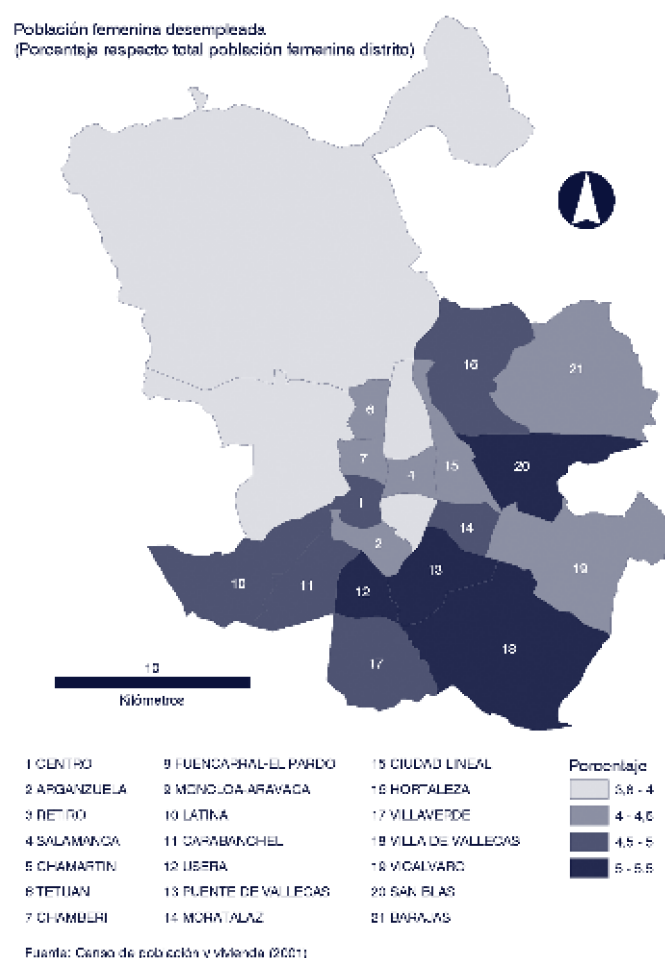 Población femenina desempleada
(Porcentaje respecto total población femenina distrito)
16
21
6
7
4
15
20
1
14
2
13
19
10
11
12
18
17
10
Kilómetros
1 CENTRO
2 ARGANZUELA
3 RETIRO
4 SALAMANCA
5 CHAMARTIN
6 TETUAN
7 CHAMBERI
8 FUENCARRAL-EL PARDO
9 MONCLOA-ARAVACA
10 LATINA
11 CARABANCHEL
12 USERA
13 PUENTE DE VALLECAS
14 MORATALAZ
15 CIUDAD LINEAL
16 HORTALEZA
17 VILLAVERDE
18 VILLA DE VALLECAS
19 VICALVARO
20 SAN BLAS
21 BARAJAS
Porcentaje
3,8 - 4
4 - 4,5
4,5 - 5
5 - 5,5
Fuente: Censo de población y vivienda (2001)